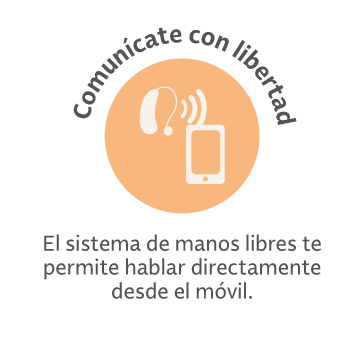 Comunícate con libertad
El sistema de manos libres te
permite hablar directamente
desde el móvil.